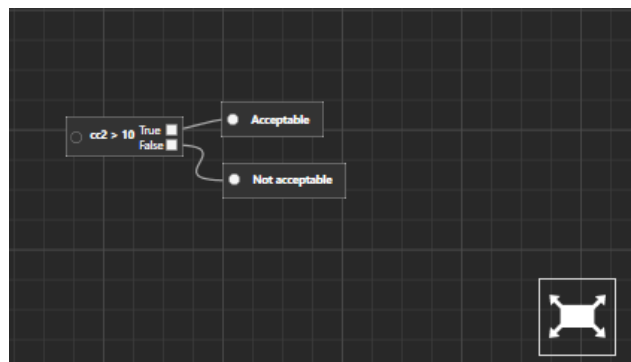 cc2 > 10
True
False
Acceptable
Not acceptable